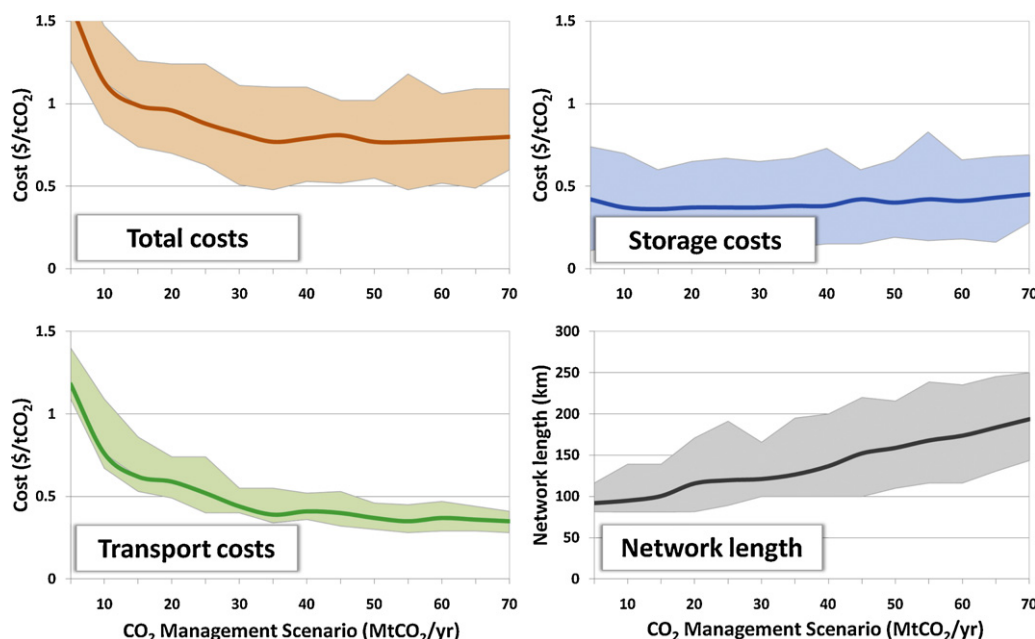 1.5
1
0.5
0
Cost ($/tCO₂)
Total costs
10 20 30 40 50 60 70
1.5
1
0.5
0
Cost ($/tCO₂)
Storage costs
10 20 30 40 50 60 70
1.5
1
0.5
0
Cost ($/tCO₂)
Transport costs
10 20 30 40 50 60 70
CO₂ Management Scenario (MtCO₂/yr)
300
250
200
150
100
50
0
Network length (km)
Network length
10 20 30 40 50 60 70
CO₂ Management Scenario (MtCO₂/yr)